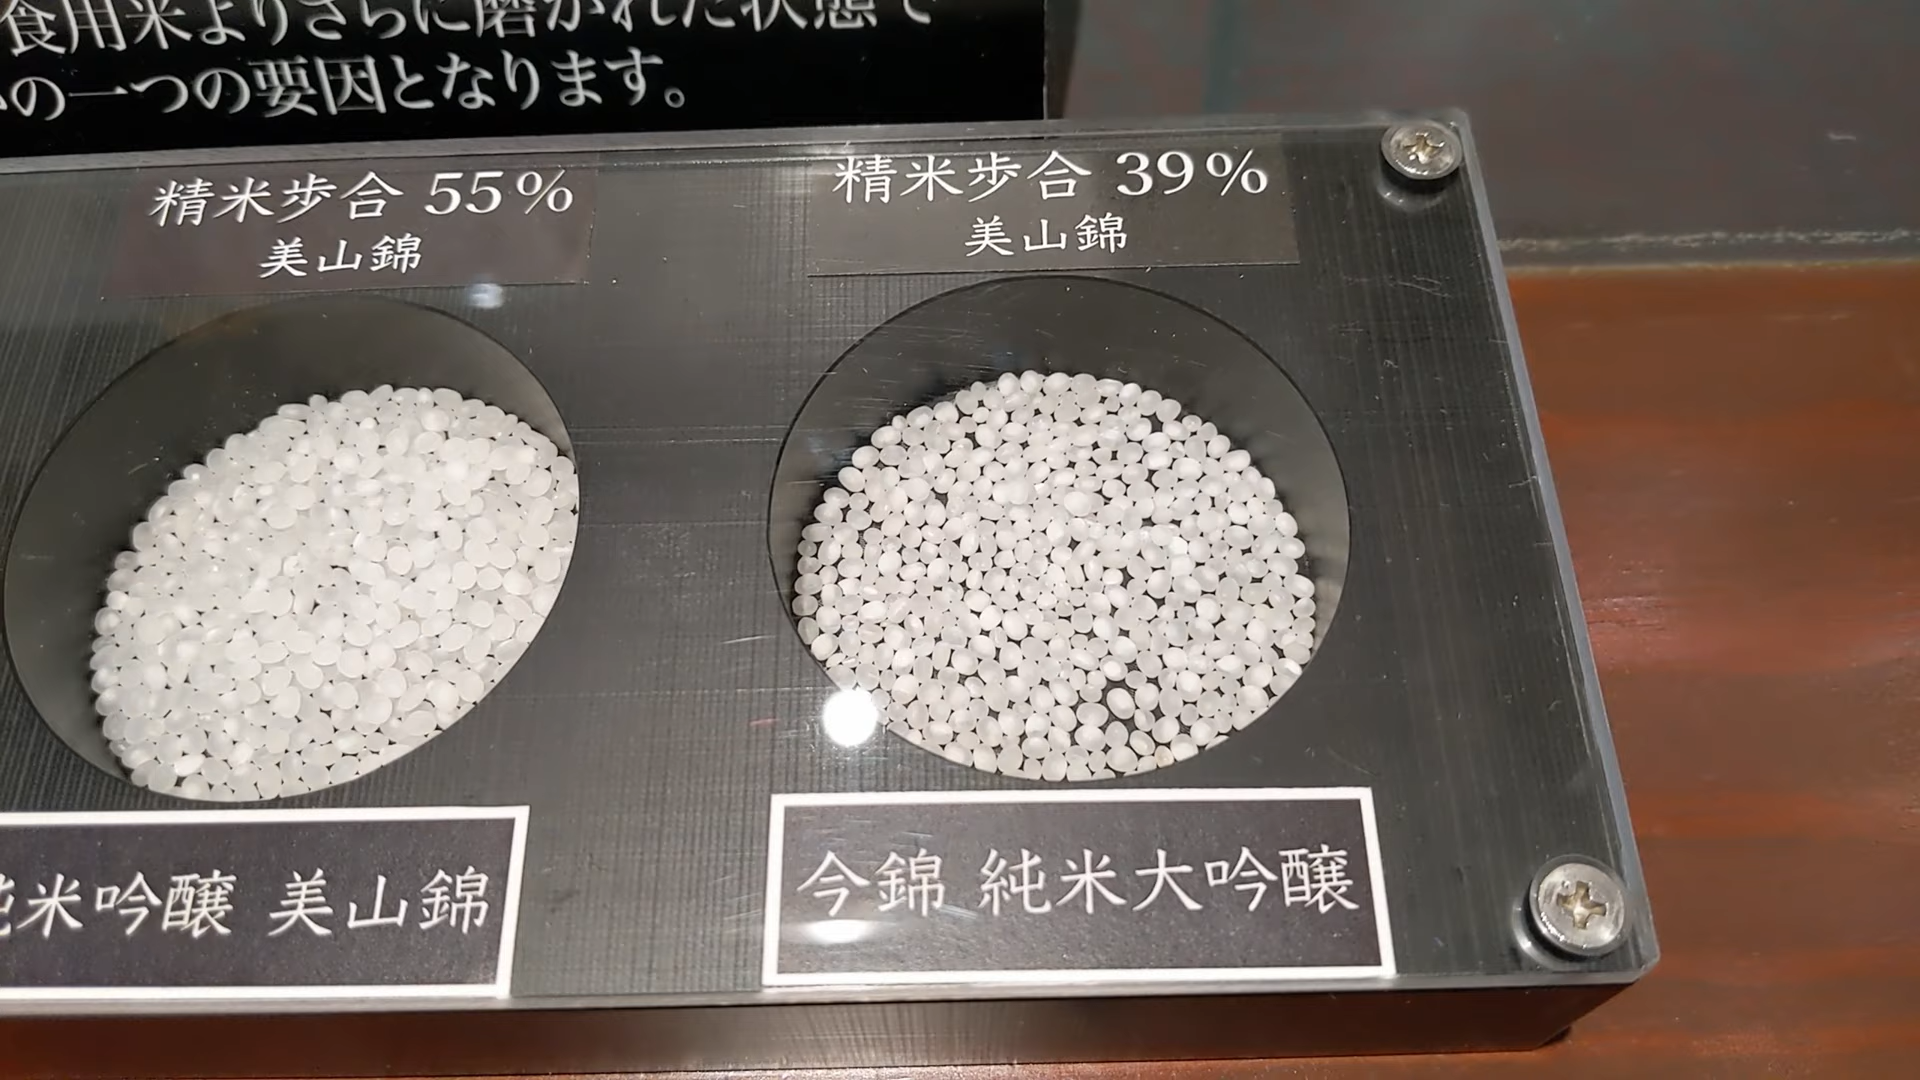 食用米よりさらに磨かれた状態で
の一つの要因となります。
精米歩合 55%
美山錦
精米歩合 39%
美山錦
米吟醸 美山錦
今錦 純米大吟醸